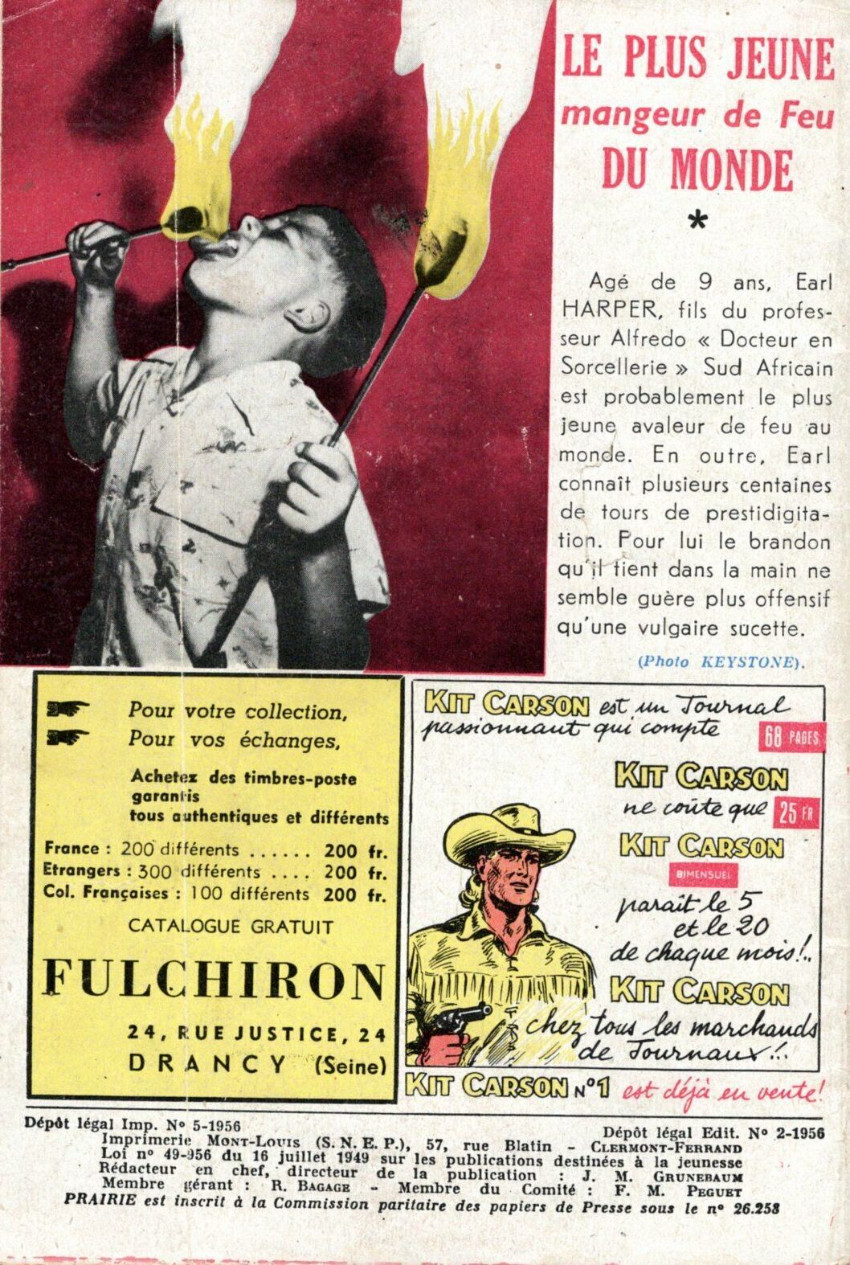 LE PLUS JEUNE
mangeur de Feu
DU MONDE
*
Agé de 9 ans, Earl
HARPER, fils du profes-
seur Alfredo « Docteur en
Sorcellerie » Sud Africain
est probablement le plus
jeune avaleur de feu au
monde. En outre, Earl
connaît plusieurs centaines
de tours de prestidigita-
tion. Pour lui le brandon
qu'il tient dans la main ne
semble guère plus offensif
qu'une vulgaire sucette.
(Photo KEYSTONE).
Pour votre collection,
Pour vos échanges,
Achetez des timbres-poste
garantis
tous authentiques et différents
France : 200 différents ...... 200 fr.
Etrangers : 300 différents .... 200 fr.
Col. Françaises : 100 différents 200 fr.
CATALOGUE GRATUIT
FULCHIRON
24, RUE JUSTICE, 24
DRANCY (Seine)
KIT CARSON est un Journal
passionnant qui compte 68 PAGES
KIT CARSON
ne coûte que 25 FR
KIT CARSON
BIMENSUEL
paraît le 5
et le 20
de chaque mois!..
KIT CARSON
chez tous les marchands
de Journaux!..
KIT CARSON N°1 est déjà en vente!
Dépôt légal Imp. N° 5-1956 Dépôt légal Edit. N° 2-1956
Imprimerie MONT-LOUIS (S.N.E.P.), 57, rue Blatin - CLERMONT-FERRAND
Loi n° 49-956 du 16 juillet 1949 sur les publications destinées à la jeunesse
Rédacteur en chef, directeur de la publication : J. M. GRUNEBAUM
Membre gérant : R. BAGAGE - Membre du Comité : F. M. PEGUET
PRAIRIE est inscrit à la Commission paritaire des papiers de Presse sous le n° 26.258